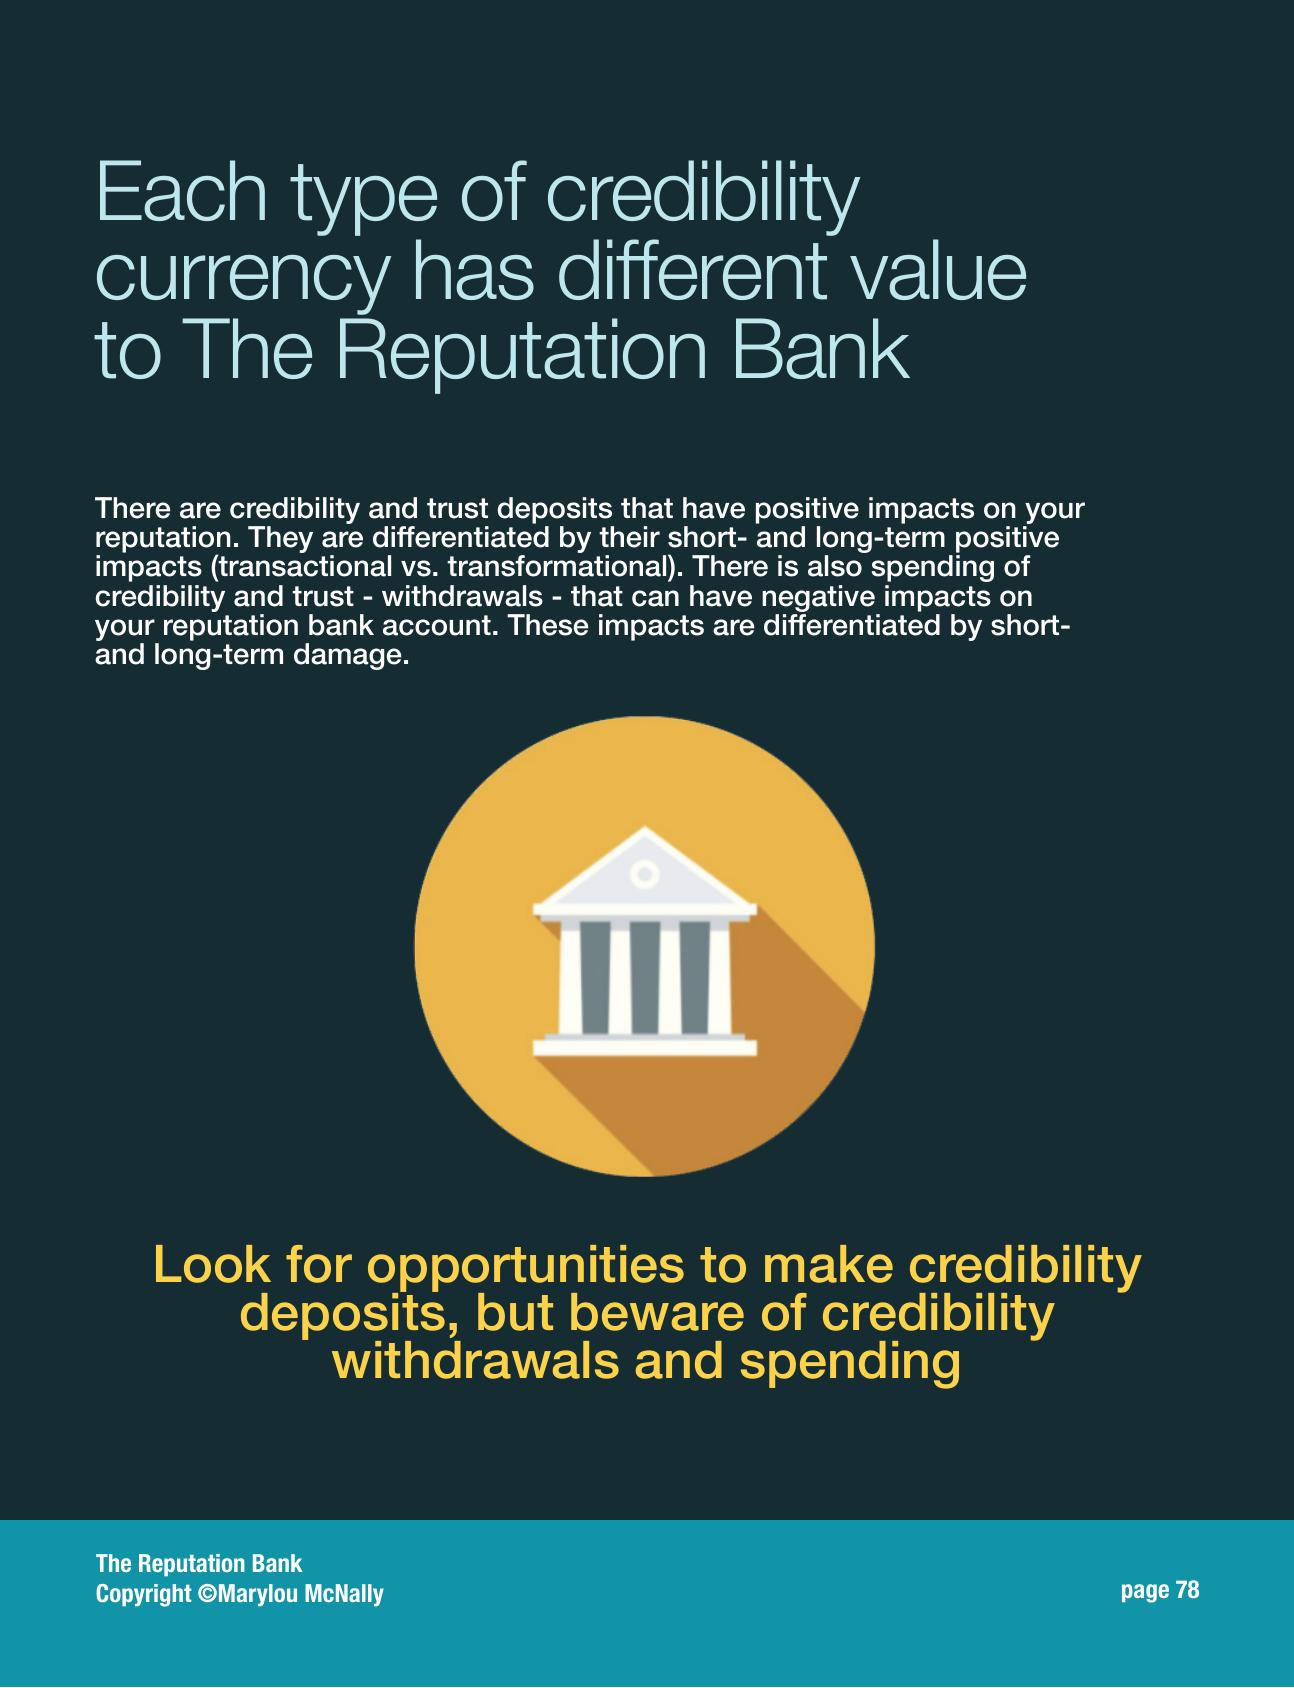 Each type of credibility
currency has different value
to The Reputation Bank
There are credibility and trust deposits that have positive impacts on your
reputation. They are differentiated by their short- and long-term positive
impacts (transactional vs. transformational). There is also spending of
credibility and trust - withdrawals - that can have negative impacts on
your reputation bank account. These impacts are differentiated by short-
and long-term damage.
Look for opportunities to make credibility
deposits, but beware of credibility
withdrawals and spending
The Reputation Bank
Copyright ©Marylou McNally
page 78